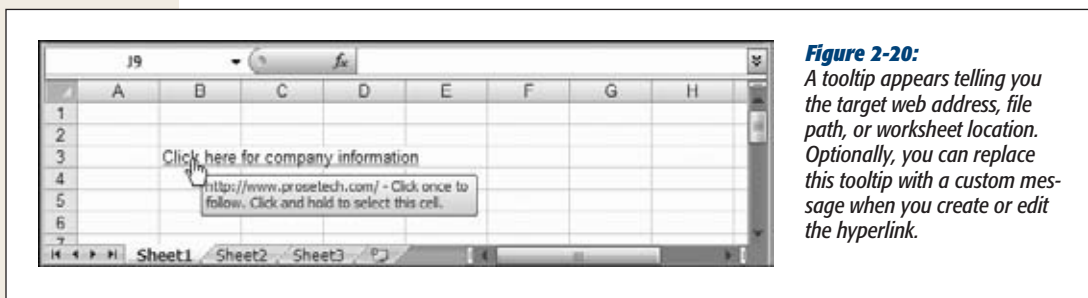 J9 fx
A B C D E F G H
1
2
3 Click here for company information
4 http://www.prosetech.com/ - Click once to
5 follow. Click and hold to select this cell.
6
7
Sheet1 Sheet2 Sheet3
Figure 2-20:
A tooltip appears telling you
the target web address, file
path, or worksheet location.
Optionally, you can replace
this tooltip with a custom mes-
sage when you create or edit
the hyperlink.